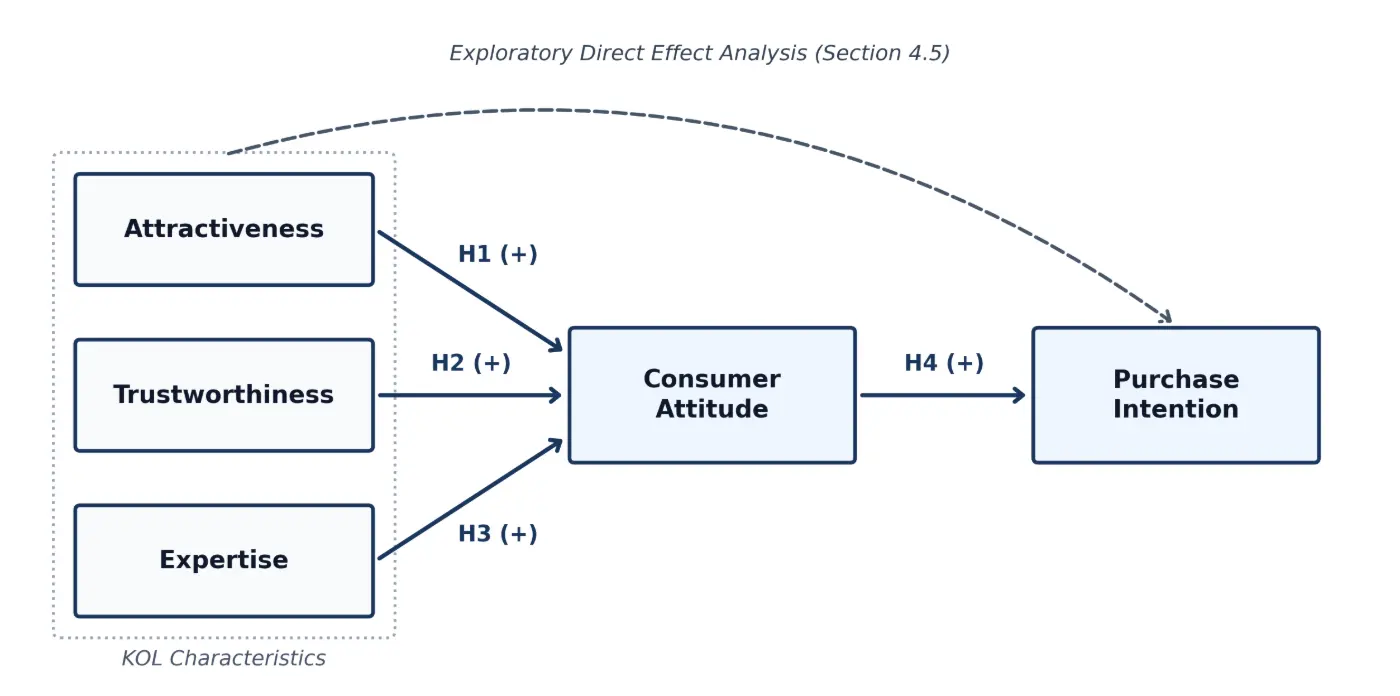 Exploratory Direct Effect Analysis (Section 4.5)
Attractiveness
H1 (+)
Trustworthiness
H2 (+)
Consumer
Attitude
H4 (+)
Purchase
Intention
Expertise
H3 (+)
KOL Characteristics